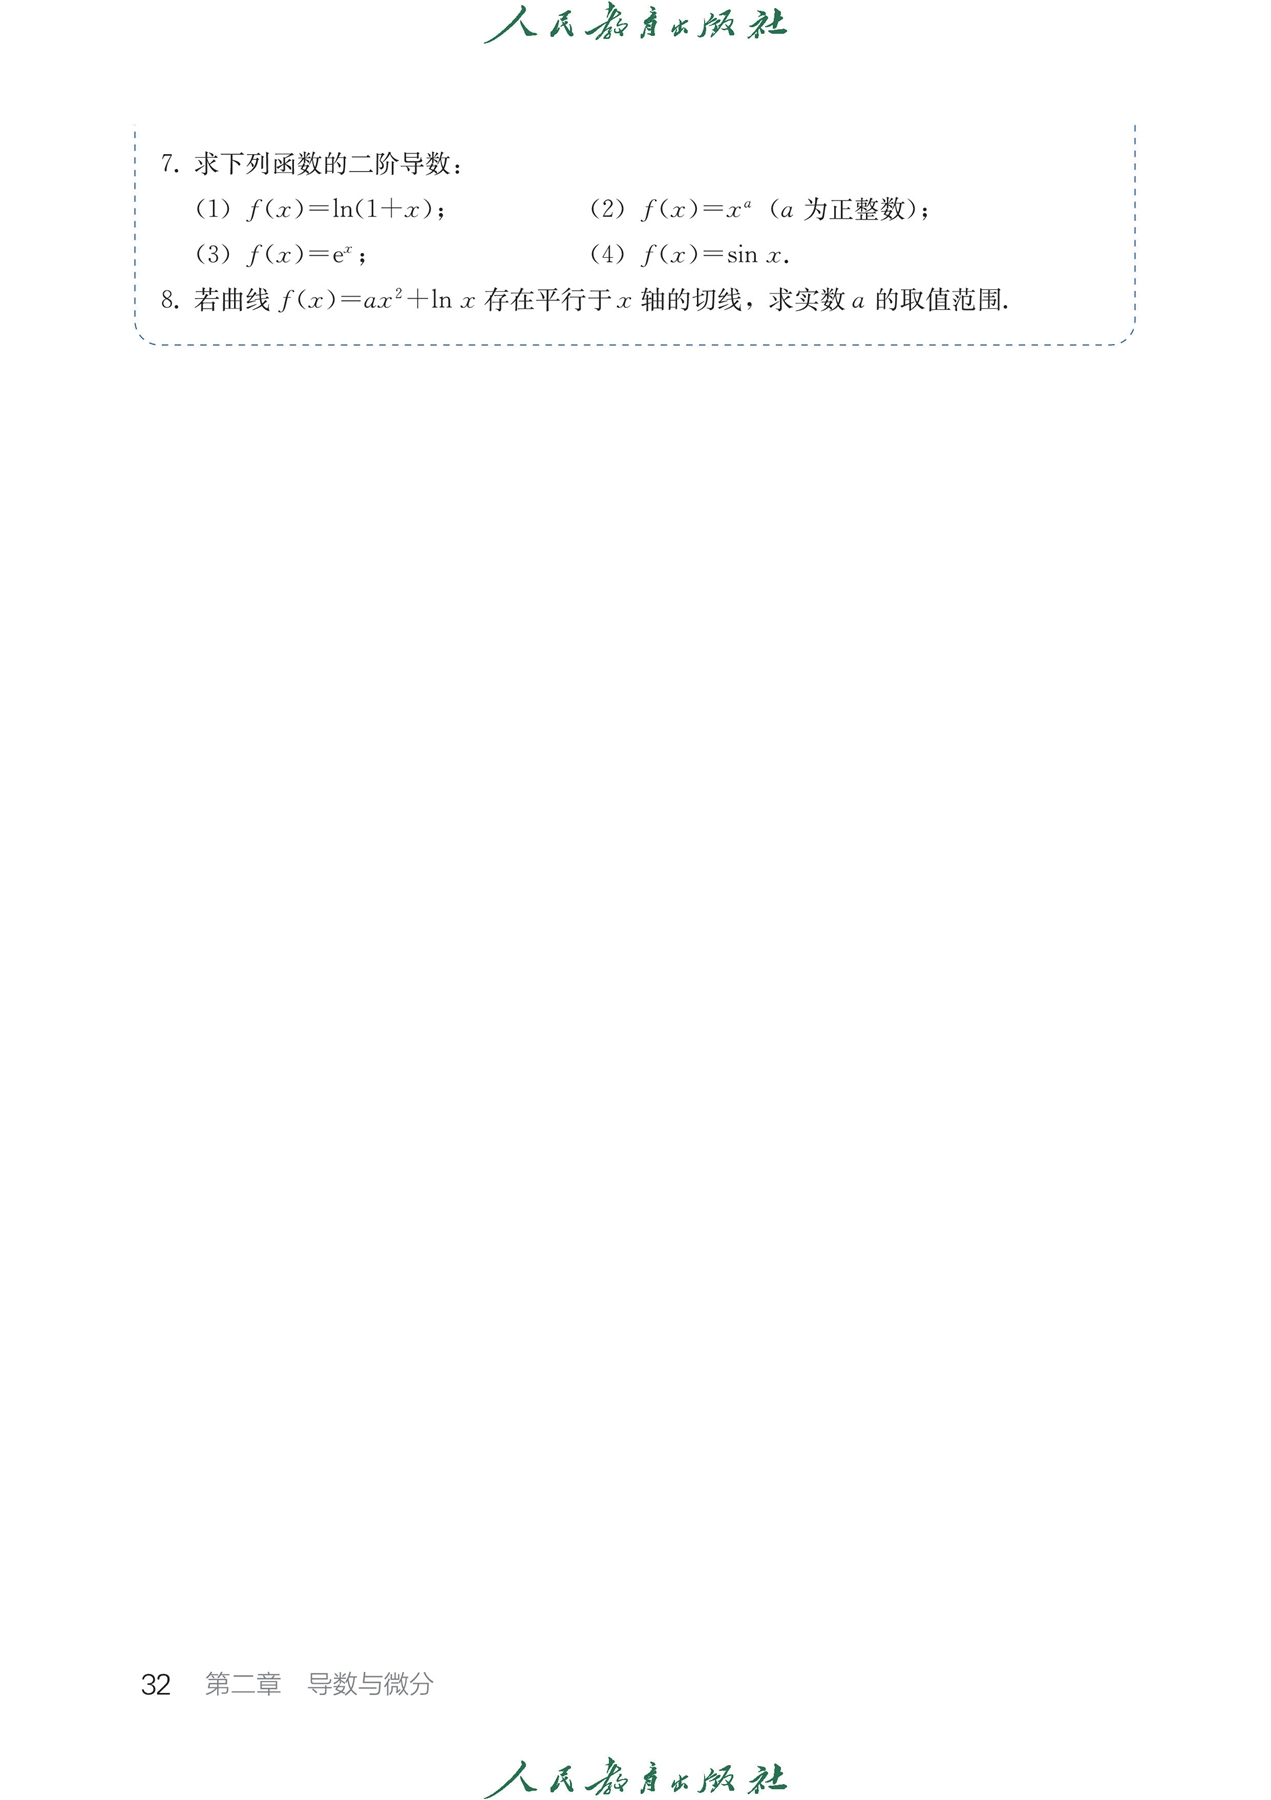 人民教育出版社
7. 求下列函数的二阶导数：
(1) f(x)=ln(1+x)； (2) f(x)=xᵃ（a 为正整数）；
(3) f(x)=eˣ； (4) f(x)=sin x.
8. 若曲线 f(x)=ax²+ln x 存在平行于 x 轴的切线，求实数 a 的取值范围.
32 第二章 导数与微分
人民教育出版社